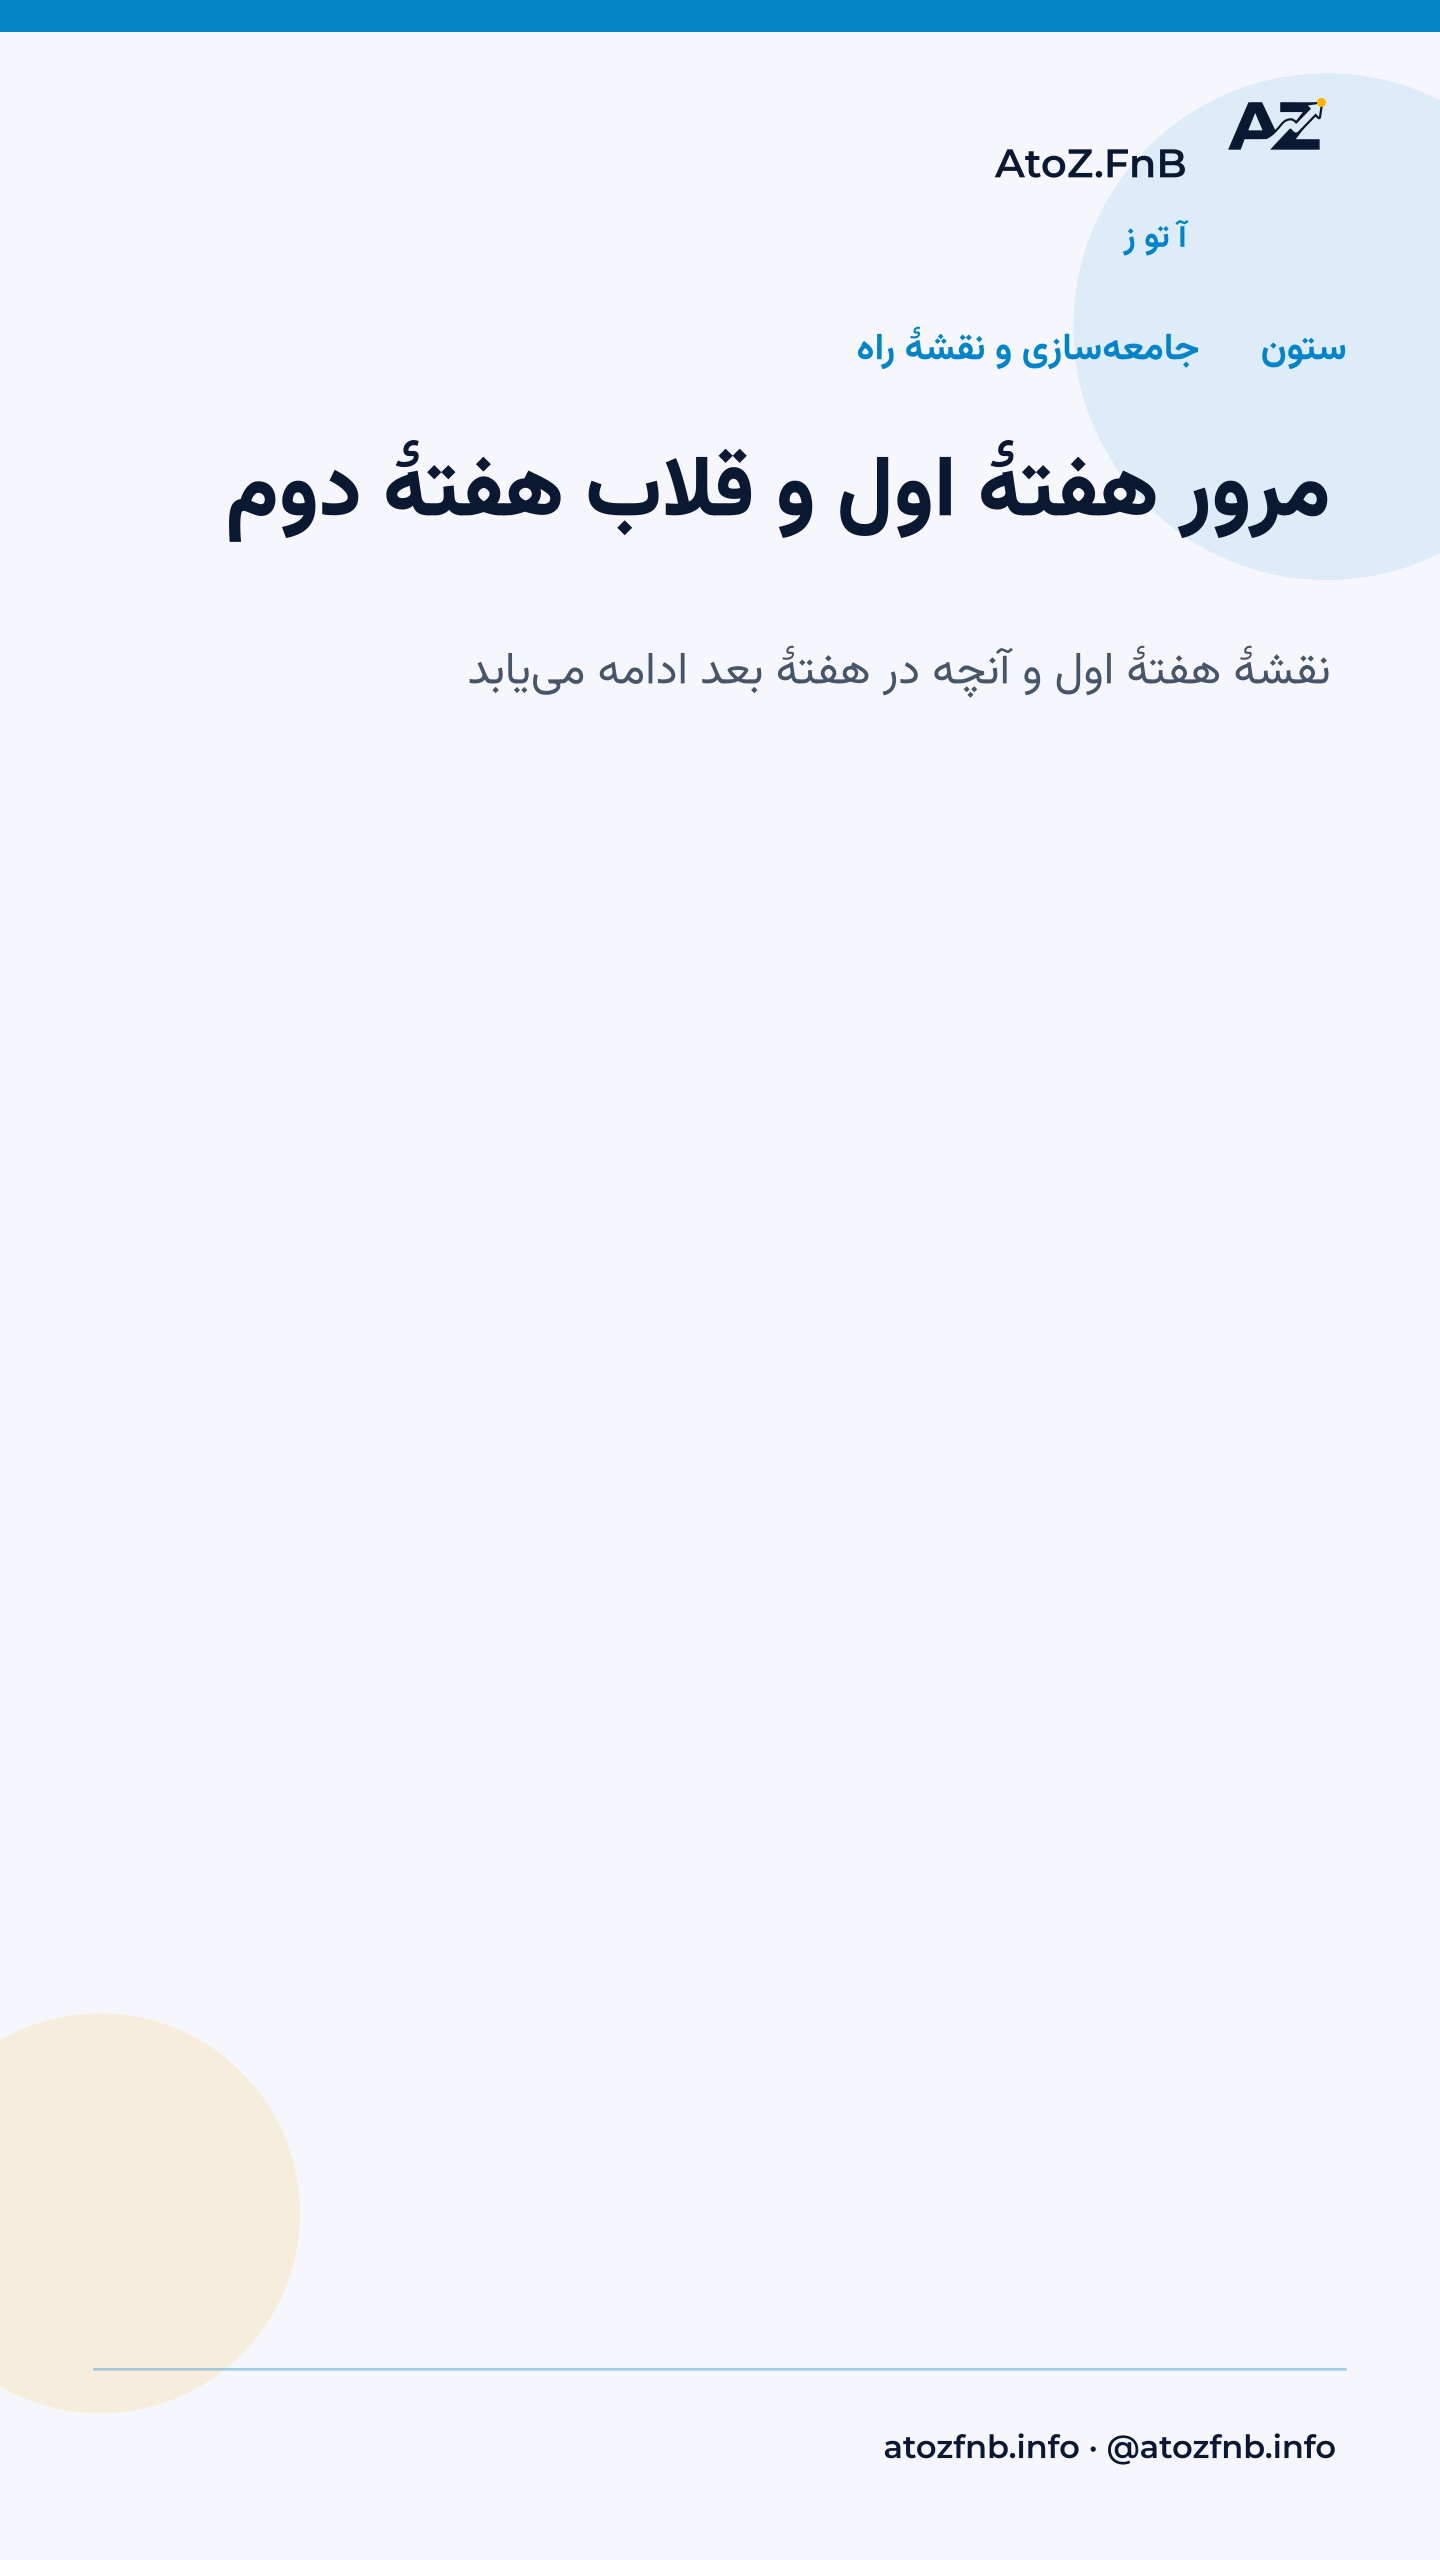 AZ
AtoZ.FnB
آ تو ز
ستون جامعه‌سازی و نقشهٔ راه
مرور هفتهٔ اول و قلاب هفتهٔ دوم
نقشهٔ هفتهٔ اول و آنچه در هفتهٔ بعد ادامه می‌یابد
atozfnb.info · @atozfnb.info